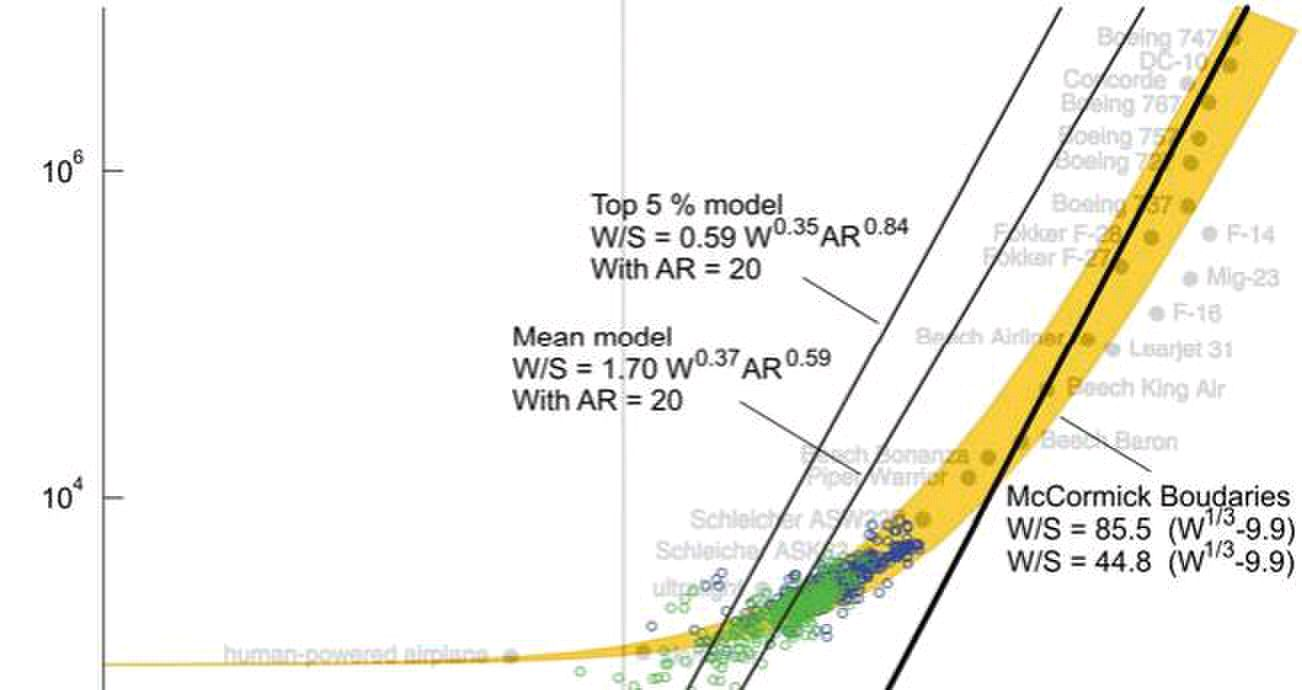 Boeing 747
DC-10
Concorde
Boeing 767
10^6
Boeing 757
Boeing 727
Top 5 % model
W/S = 0.59 W^0.35 AR^0.84
With AR = 20
Boeing 737
Fokker F-28
F-14
Fokker F-27
Mig-23
F-16
Mean model
W/S = 1.70 W^0.37 AR^0.59
With AR = 20
Beech Airliner
Learjet 31
Beech King Air
Beech Baron
Beech Bonanza
Piper Warrior
10^4
McCormick Boudaries
W/S = 85.5 (W^1/3-9.9)
W/S = 44.8 (W^1/3-9.9)
Schleicher
Schleicher
ultralight
human-powered airplane